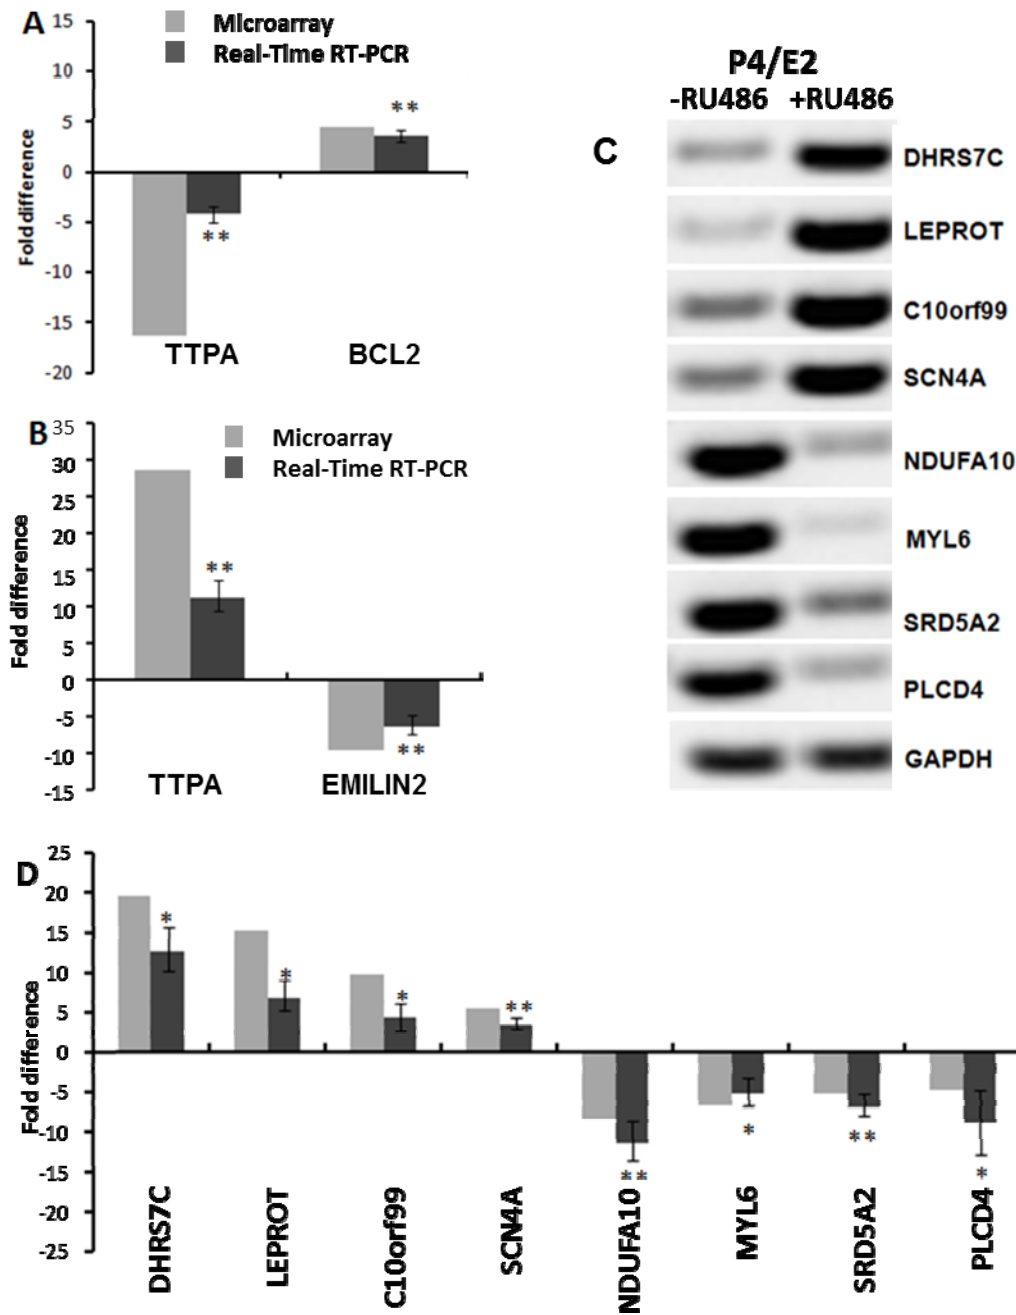 A
15
10
5
0
-5
-10
-15
-20
Fold difference
Microarray
Real-Time RT-PCR
**
**
TTPA
BCL2
B
35
30
25
20
15
10
5
0
-5
-10
-15
Fold difference
Microarray
Real-Time RT-PCR
**
**
TTPA
EMILIN2
C
P4/E2
-RU486 +RU486
DHRS7C
LEPROT
C10orf99
SCN4A
NDUFA10
MYL6
SRD5A2
PLCD4
GAPDH
D
25
20
15
10
5
0
-5
-10
-15
-20
-25
Fold difference
*
*
*
**
**
*
**
*
DHRS7C
LEPROT
C10orf99
SCN4A
NDUFA10
MYL6
SRD5A2
PLCD4